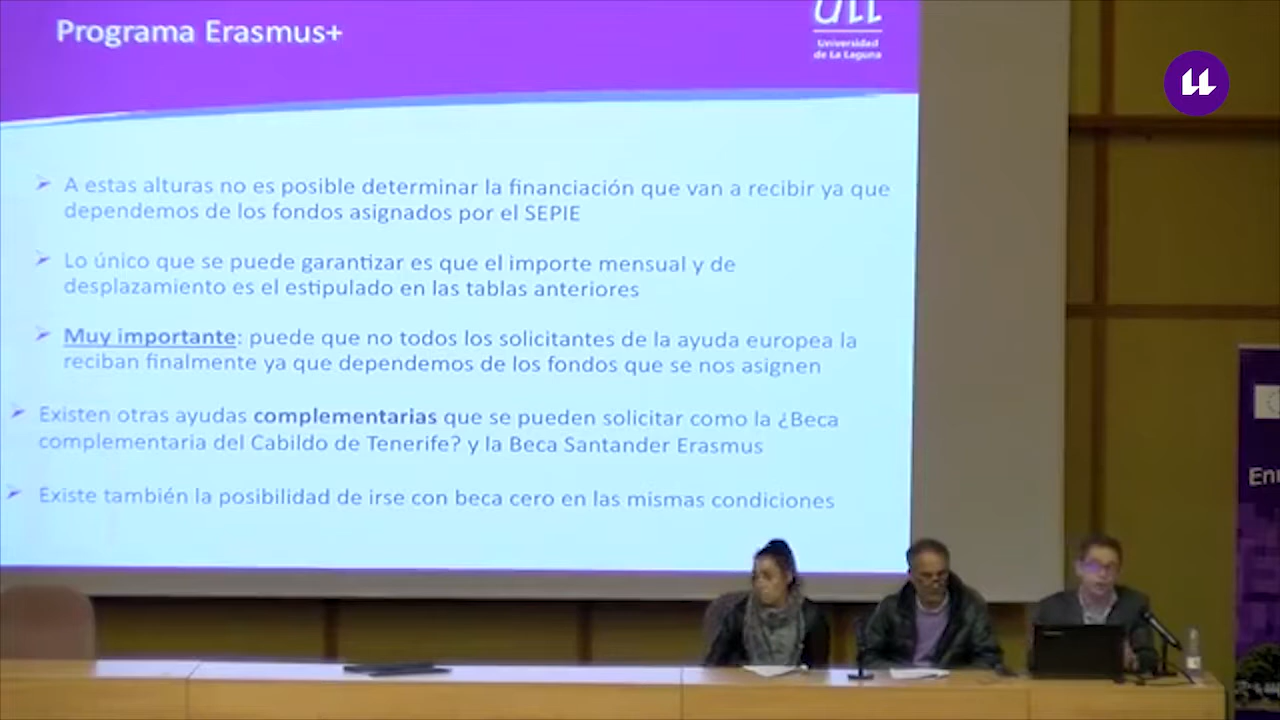 Programa Erasmus+
ull
Universidad
de La Laguna
A estas alturas no es posible determinar la financiación que van a recibir ya que
dependemos de los fondos asignados por el SEPIE
Lo único que se puede garantizar es que el importe mensual y de
desplazamiento es el estipulado en las tablas anteriores
Muy importante: puede que no todos los solicitantes de la ayuda europea la
reciban finalmente ya que dependemos de los fondos que se nos asignen
Existen otras ayudas complementarias que se pueden solicitar como la ¿Beca
complementaria del Cabildo de Tenerife? y la Beca Santander Erasmus
Existe también la posibilidad de irse con beca cero en las mismas condiciones